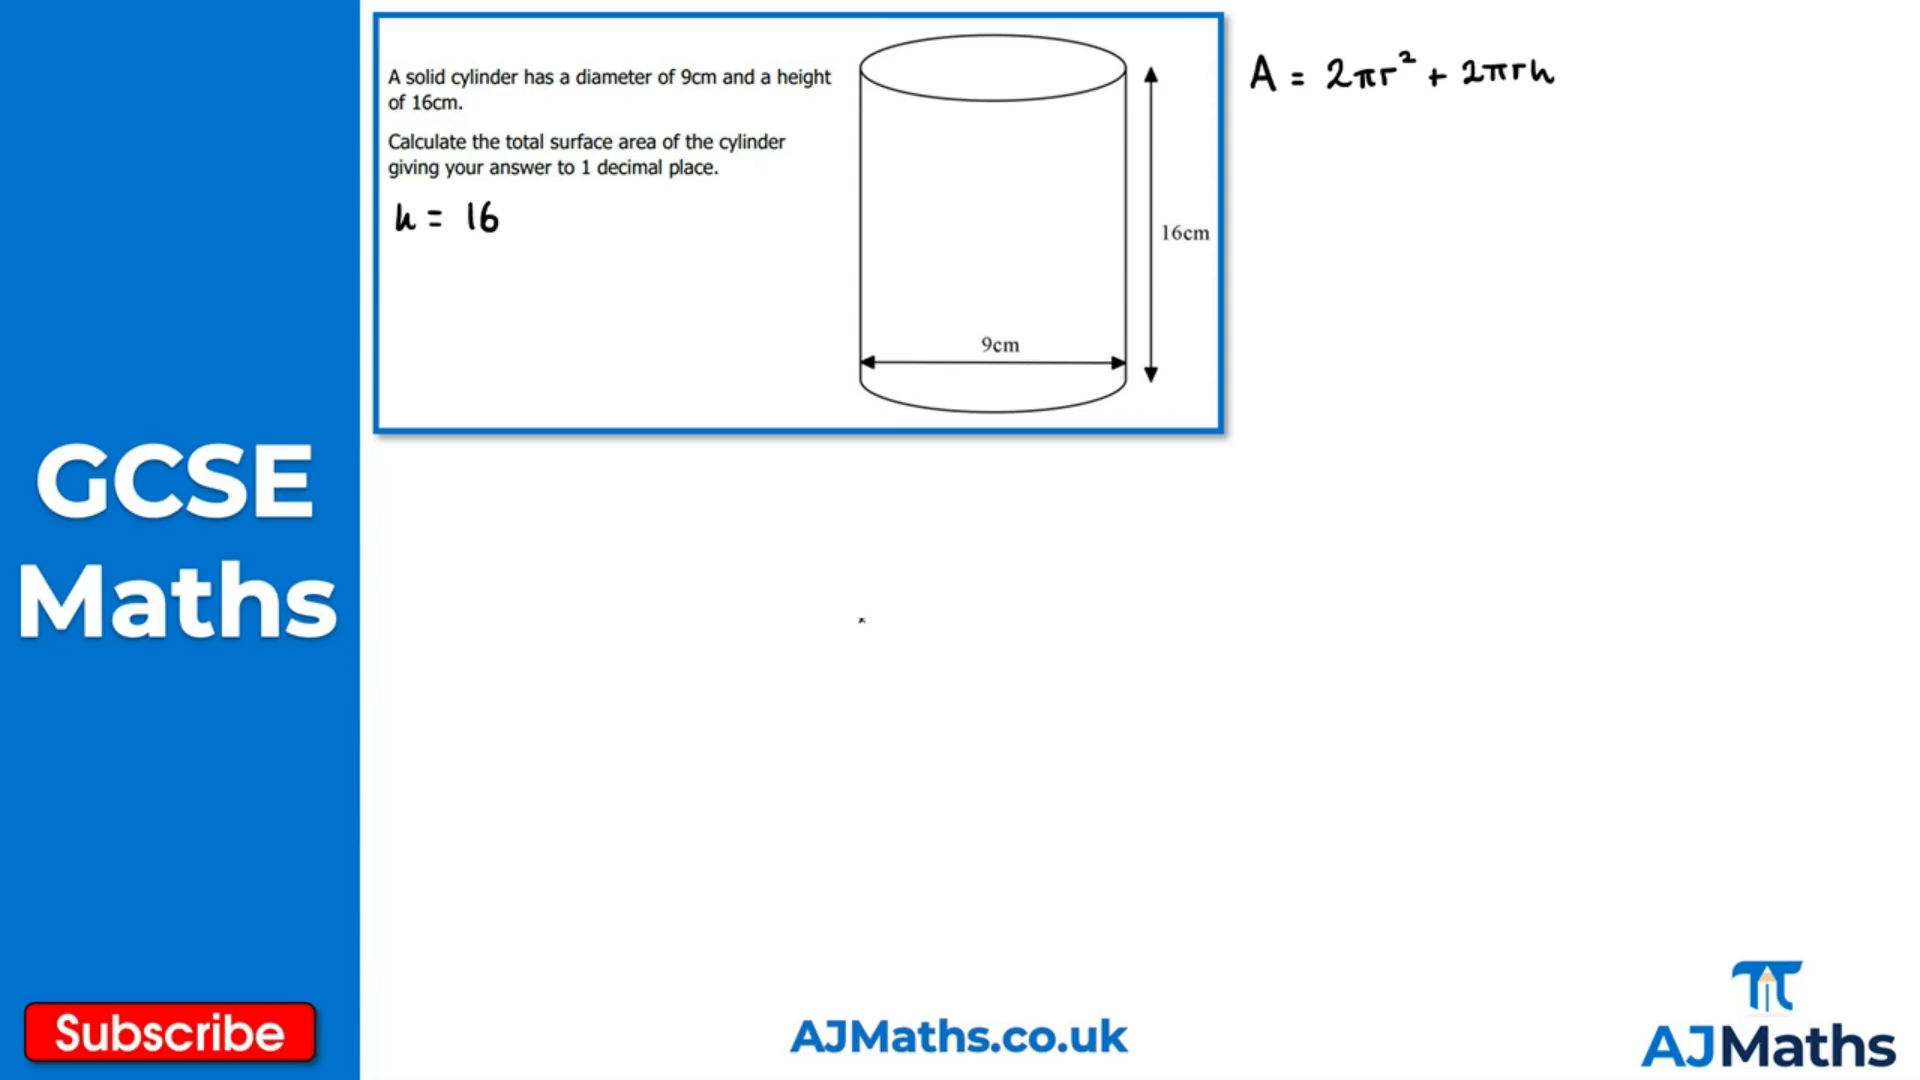 A solid cylinder has a diameter of 9cm and a height
of 16cm.
Calculate the total surface area of the cylinder
giving your answer to 1 decimal place.
h = 16
16cm
9cm
A = 2πr² + 2πrh
GCSE
Maths
Subscribe
AJMaths.co.uk
AJMaths